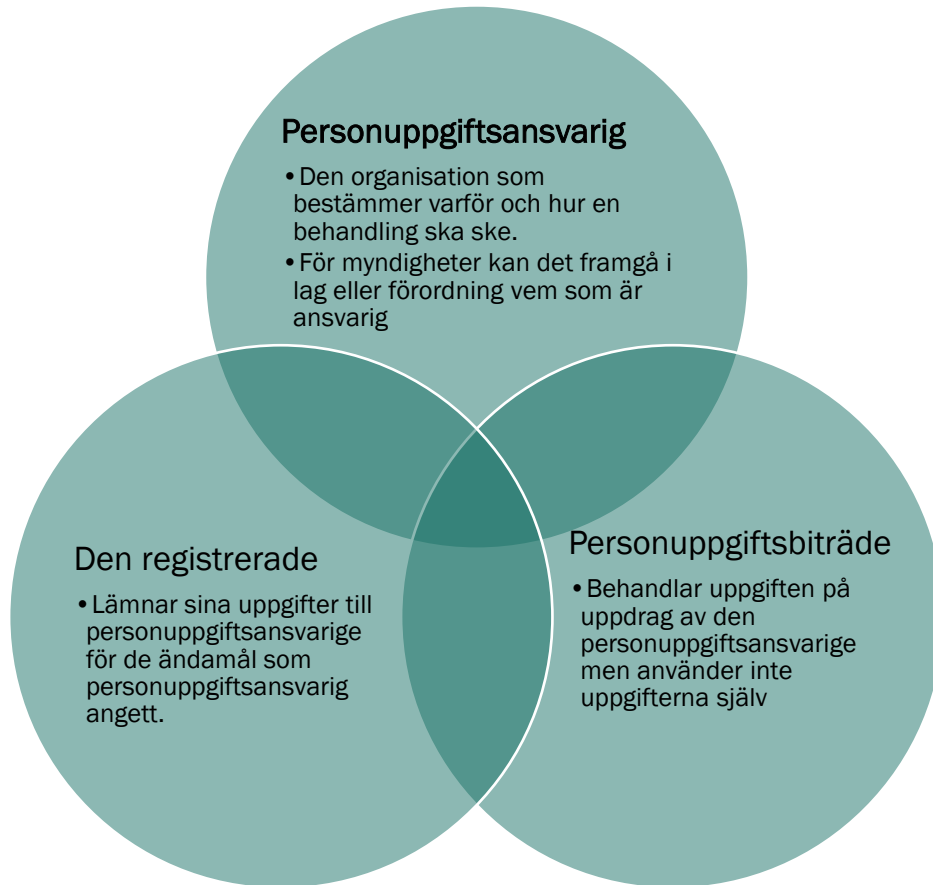 Personuppgiftsansvarig
•Den organisation som
bestämmer varför och hur en
behandling ska ske.
•För myndigheter kan det framgå i
lag eller förordning vem som är
ansvarig
Den registrerade
•Lämnar sina uppgifter till
personuppgiftsansvarige
för de ändamål som
personuppgiftsansvarig
angett.
Personuppgiftsbiträde
•Behandlar uppgiften på
uppdrag av den
personuppgiftsansvarige
men använder inte
uppgifterna själv